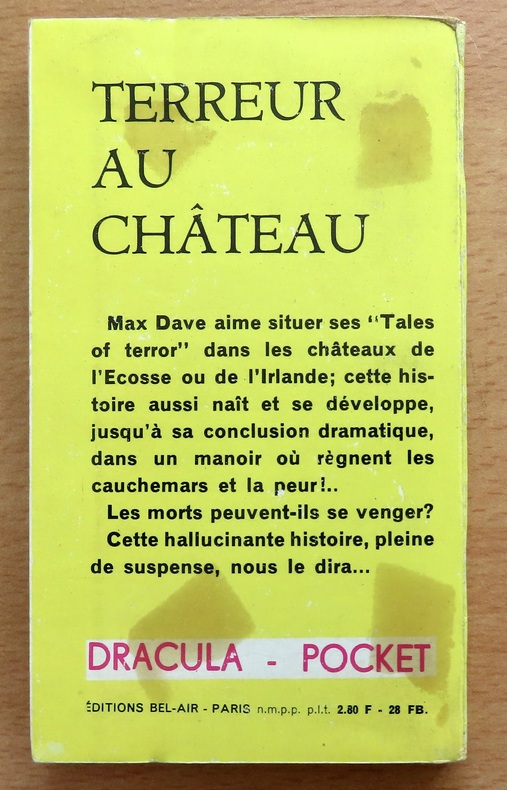 TERREUR
AU
CHÂTEAU
Max Dave aime situer ses “Tales
of terror” dans les châteaux de
l’Ecosse ou de l’Irlande; cette his-
toire aussi naît et se développe,
jusqu’à sa conclusion dramatique,
dans un manoir où règnent les
cauchemars et la peur!..
Les morts peuvent-ils se venger?
Cette hallucinante histoire, pleine
de suspense, nous le dira...
DRACULA - POCKET
ÉDITIONS BEL-AIR - PARIS n.m.p.p. p.l.t. 2.80 F - 28 FB.